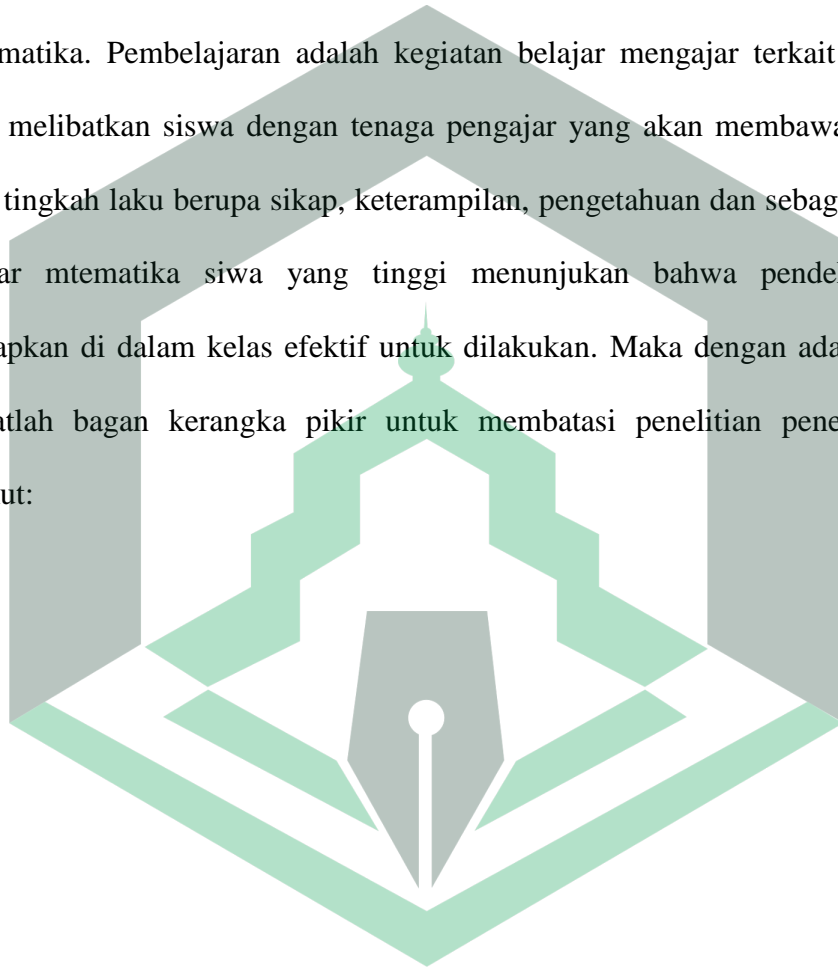 matika. Pembelajaran adalah kegiatan belajar mengajar terkait
melibatkan siswa dengan tenaga pengajar yang akan membawa
tingkah laku berupa sikap, keterampilan, pengetahuan dan sebag
ar mtematika siwa yang tinggi menunjukan bahwa pende
apkan di dalam kelas efektif untuk dilakukan. Maka dengan ada
atlah bagan kerangka pikir untuk membatasi penelitian pene
ut: